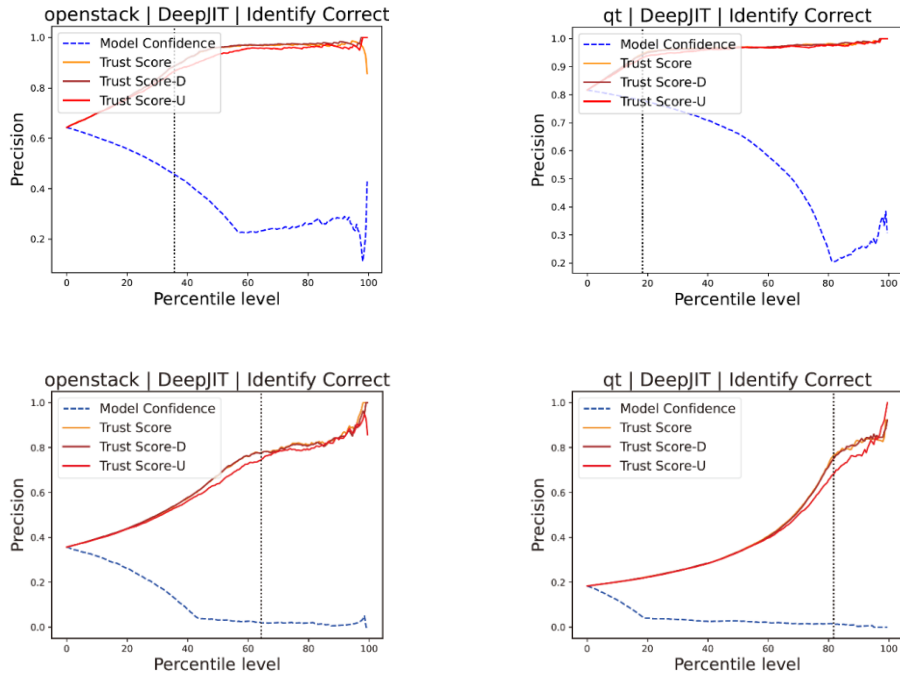 openstack | DeepJIT | Identify Correct
1.0
0.8
0.6
0.4
0.2
Precision
Model Confidence
Trust Score
Trust Score-D
Trust Score-U
0 20 40 60 80 100
Percentile level
qt | DeepJIT | Identify Correct
1.0
0.9
0.8
0.7
0.6
0.5
0.4
0.3
0.2
Precision
Model Confidence
Trust Score
Trust Score-D
Trust Score-U
0 20 40 60 80 100
Percentile level
openstack | DeepJIT | Identify Correct
1.0
0.8
0.6
0.4
0.2
0.0
Precision
Model Confidence
Trust Score
Trust Score-D
Trust Score-U
0 20 40 60 80 100
Percentile level
qt | DeepJIT | Identify Correct
1.0
0.8
0.6
0.4
0.2
0.0
Precision
Model Confidence
Trust Score
Trust Score-D
Trust Score-U
0 20 40 60 80 100
Percentile level